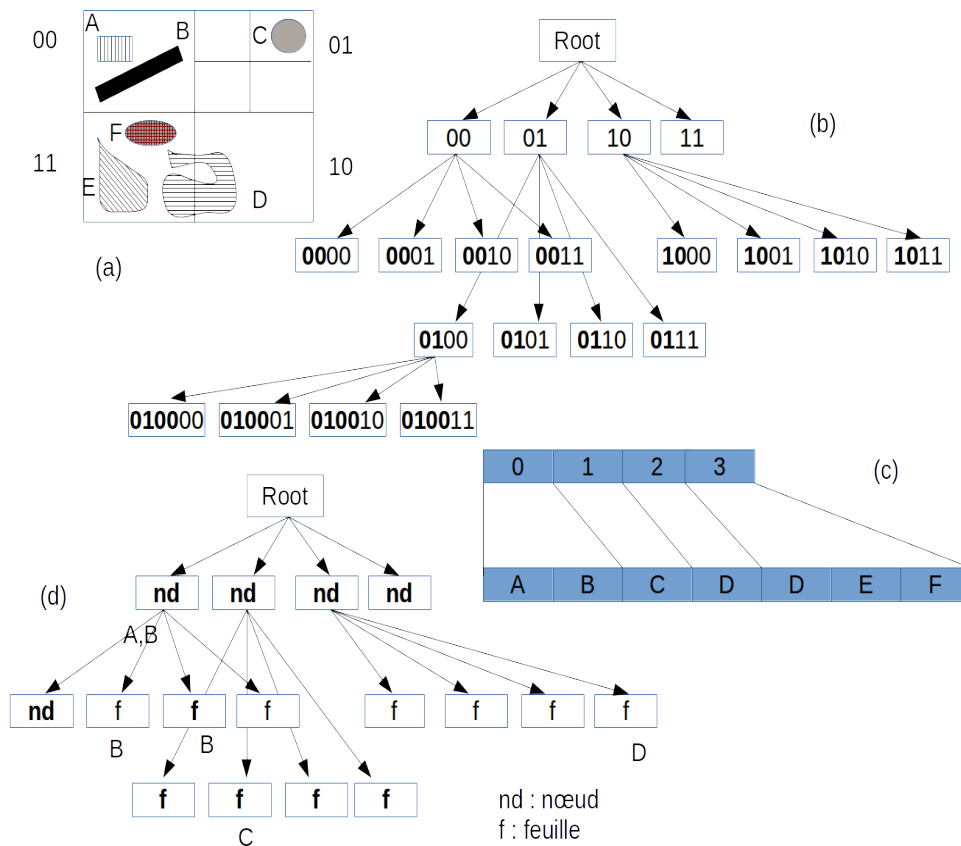 A
B
C
00
01
F
11
10
E
D
(a)
Root
(b)
00 01 10 11
0000 0001 0010 0011 1000 1001 1010 1011
0100 0101 0110 0111
010000 010001 010010 010011
0 1 2 3
(c)
A B C D D E F
Root
(d)
nd nd nd nd
A,B
nd f f f f f f f
B B D
f f f f
C
nd : nœud
f : feuille